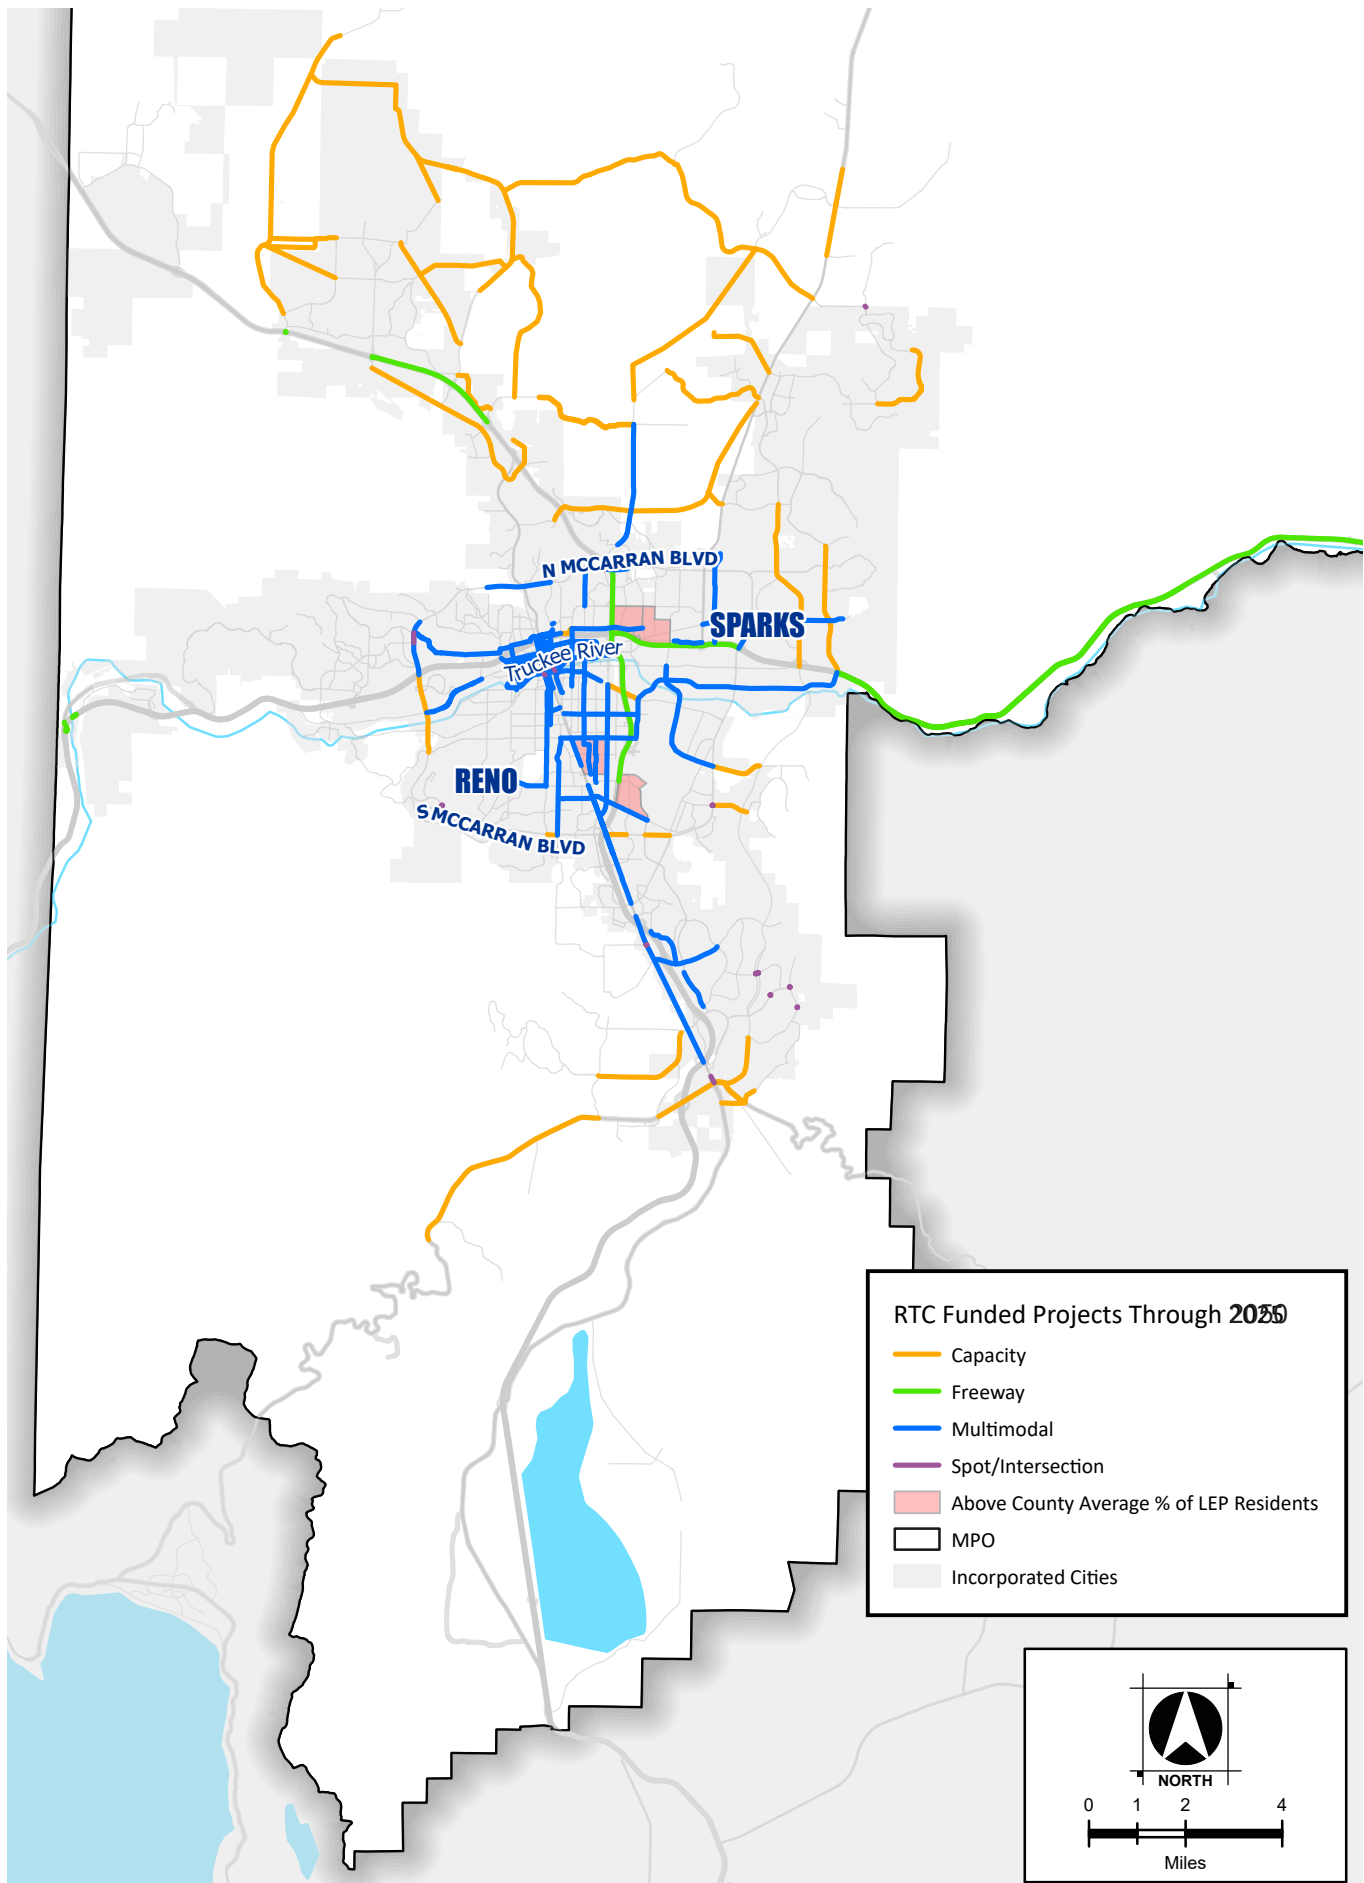 N MCCARRAN BLVD
SPARKS
Truckee River
RENO
S MCCARRAN BLVD
RTC Funded Projects Through
Capacity
Freeway
Multimodal
Spot/Intersection
Above County Average % of LEP Residents
MPO
Incorporated Cities
NORTH
0 1 2 4
Miles